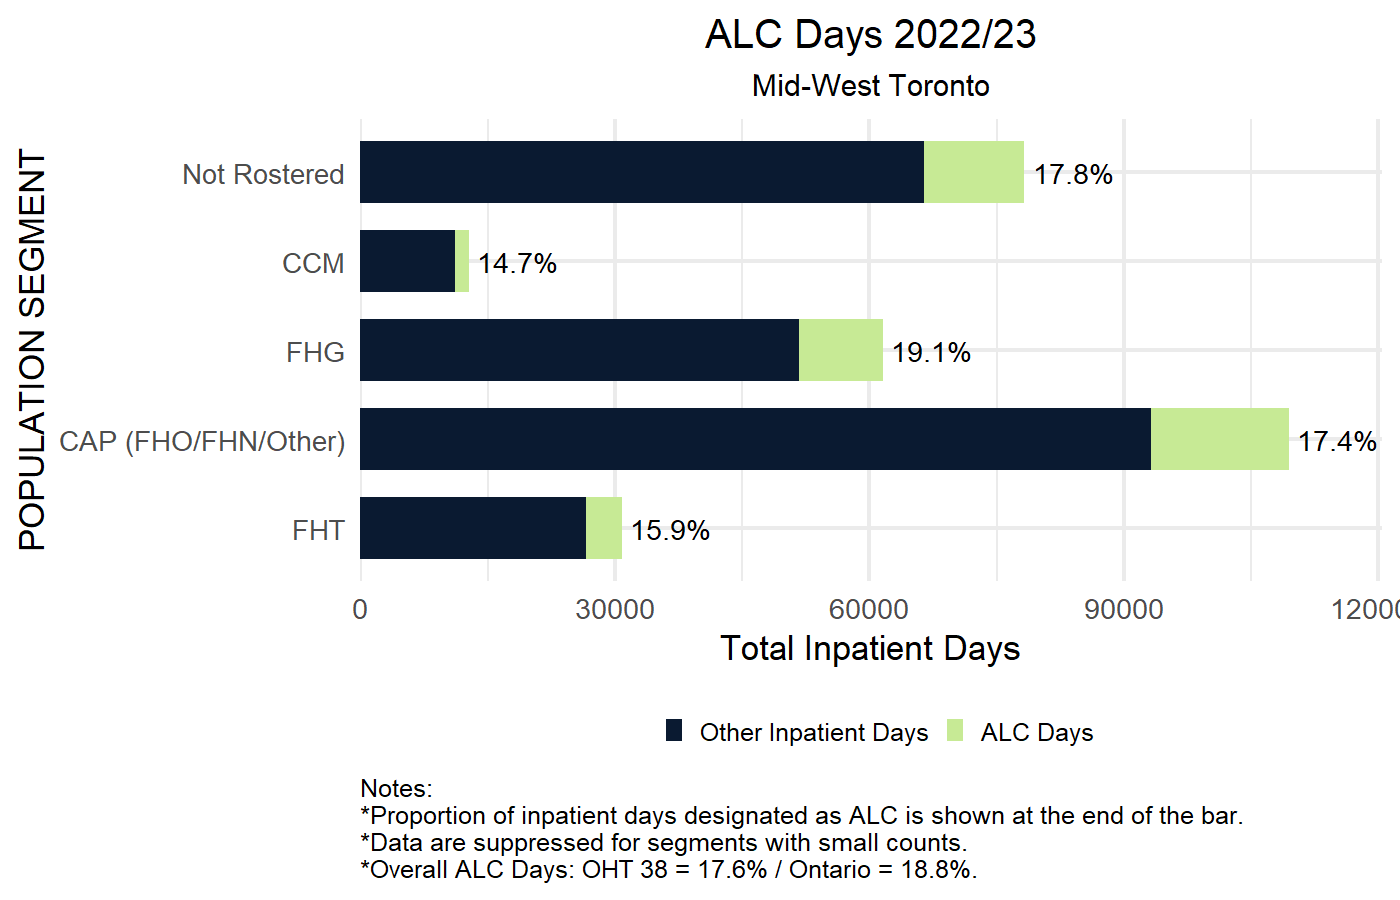 ALC Days 2022/23
Mid-West Toronto
POPULATION SEGMENT
Not Rostered
17.8%
CCM
14.7%
FHG
19.1%
CAP (FHO/FHN/Other)
17.4%
FHT
15.9%
0 30000 60000 90000 12000
Total Inpatient Days
Other Inpatient Days
ALC Days
Notes:
*Proportion of inpatient days designated as ALC is shown at the end of the bar.
*Data are suppressed for segments with small counts.
*Overall ALC Days: OHT 38 = 17.6% / Ontario = 18.8%.